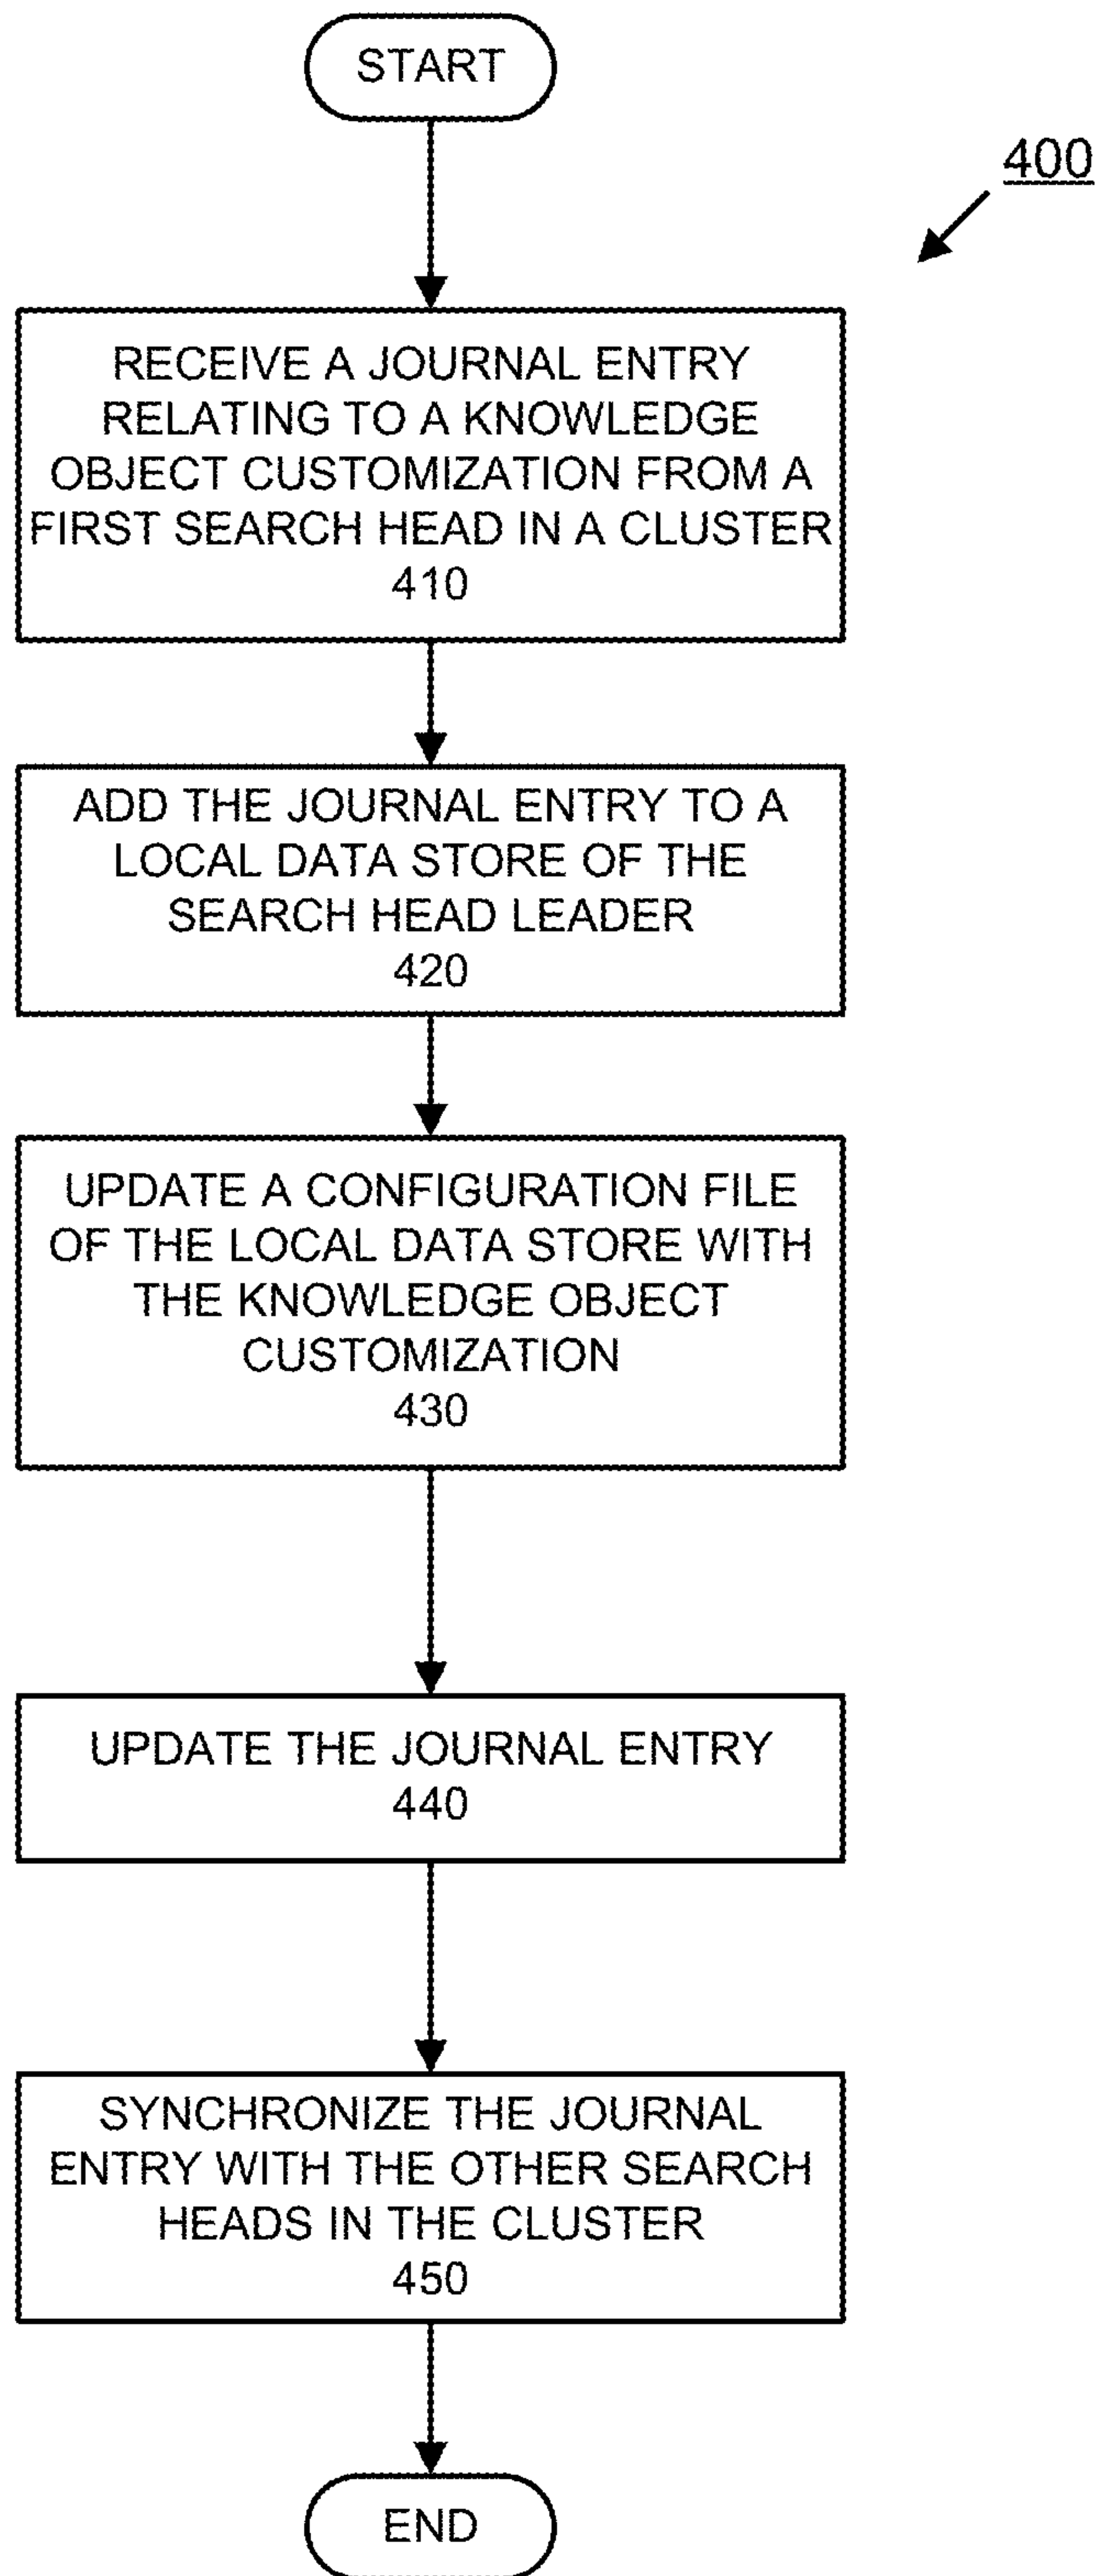 START
400
RECEIVE A JOURNAL ENTRY
RELATING TO A KNOWLEDGE
OBJECT CUSTOMIZATION FROM A
FIRST SEARCH HEAD IN A CLUSTER
410
ADD THE JOURNAL ENTRY TO A
LOCAL DATA STORE OF THE
SEARCH HEAD LEADER
420
UPDATE A CONFIGURATION FILE
OF THE LOCAL DATA STORE WITH
THE KNOWLEDGE OBJECT
CUSTOMIZATION
430
UPDATE THE JOURNAL ENTRY
440
SYNCHRONIZE THE JOURNAL
ENTRY WITH THE OTHER SEARCH
HEADS IN THE CLUSTER
450
END